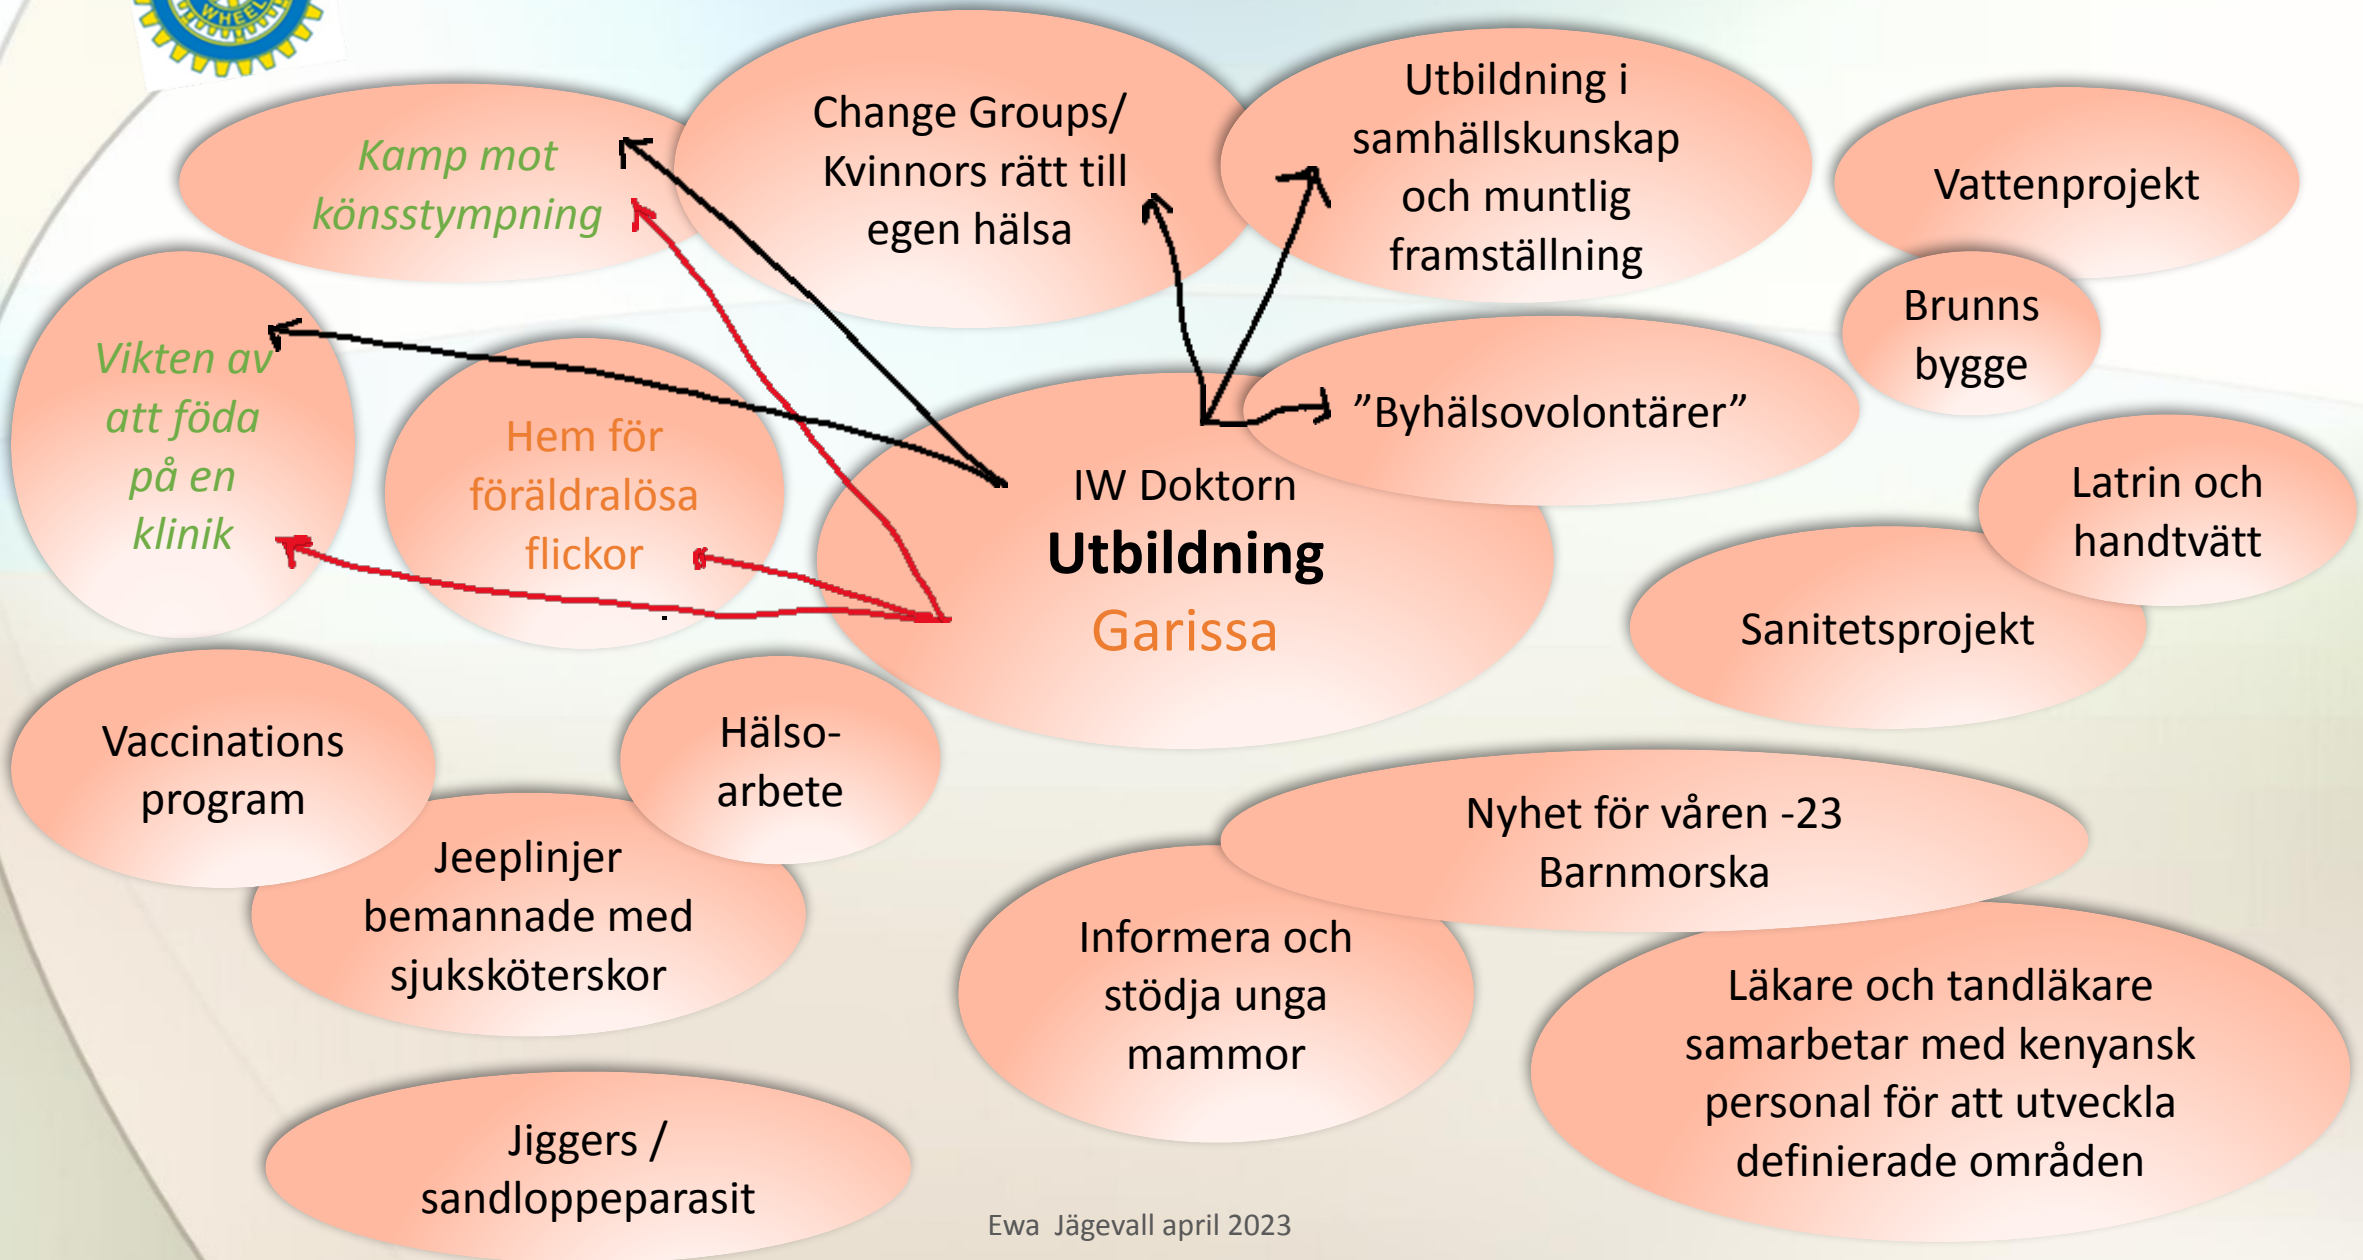 WHEEL
Kamp mot
könsstympning
Change Groups/
Kvinnors rätt till
egen hälsa
Utbildning i
samhällskunskap
och muntlig
framställning
Vattenprojekt
Brunns
bygge
Vikten av
att föda
på en
klinik
Hem för
föräldralösa
flickor
IW Doktorn
Utbildning
Garissa
”Byhälsovolontärer”
Latrin och
handtvätt
Sanitetsprojekt
Vaccinations
program
Hälso-
arbete
Jeeplinjer
bemannade med
sjuksköterskor
Nyhet för våren -23
Barnmorska
Informera och
stödja unga
mammor
Läkare och tandläkare
samarbetar med kenyansk
personal för att utveckla
definierade områden
Jiggers /
sandloppeparasit
Ewa Jägevall april 2023